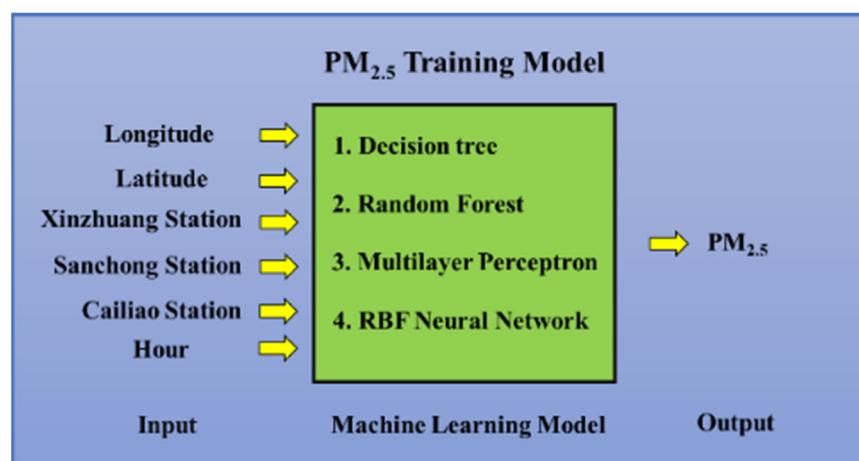 PM2.5 Training Model
Longitude
Latitude
Xinzhuang Station
Sanchong Station
Cailiao Station
Hour
1. Decision tree
2. Random Forest
3. Multilayer Perceptron
4. RBF Neural Network
PM2.5
Input
Machine Learning Model
Output